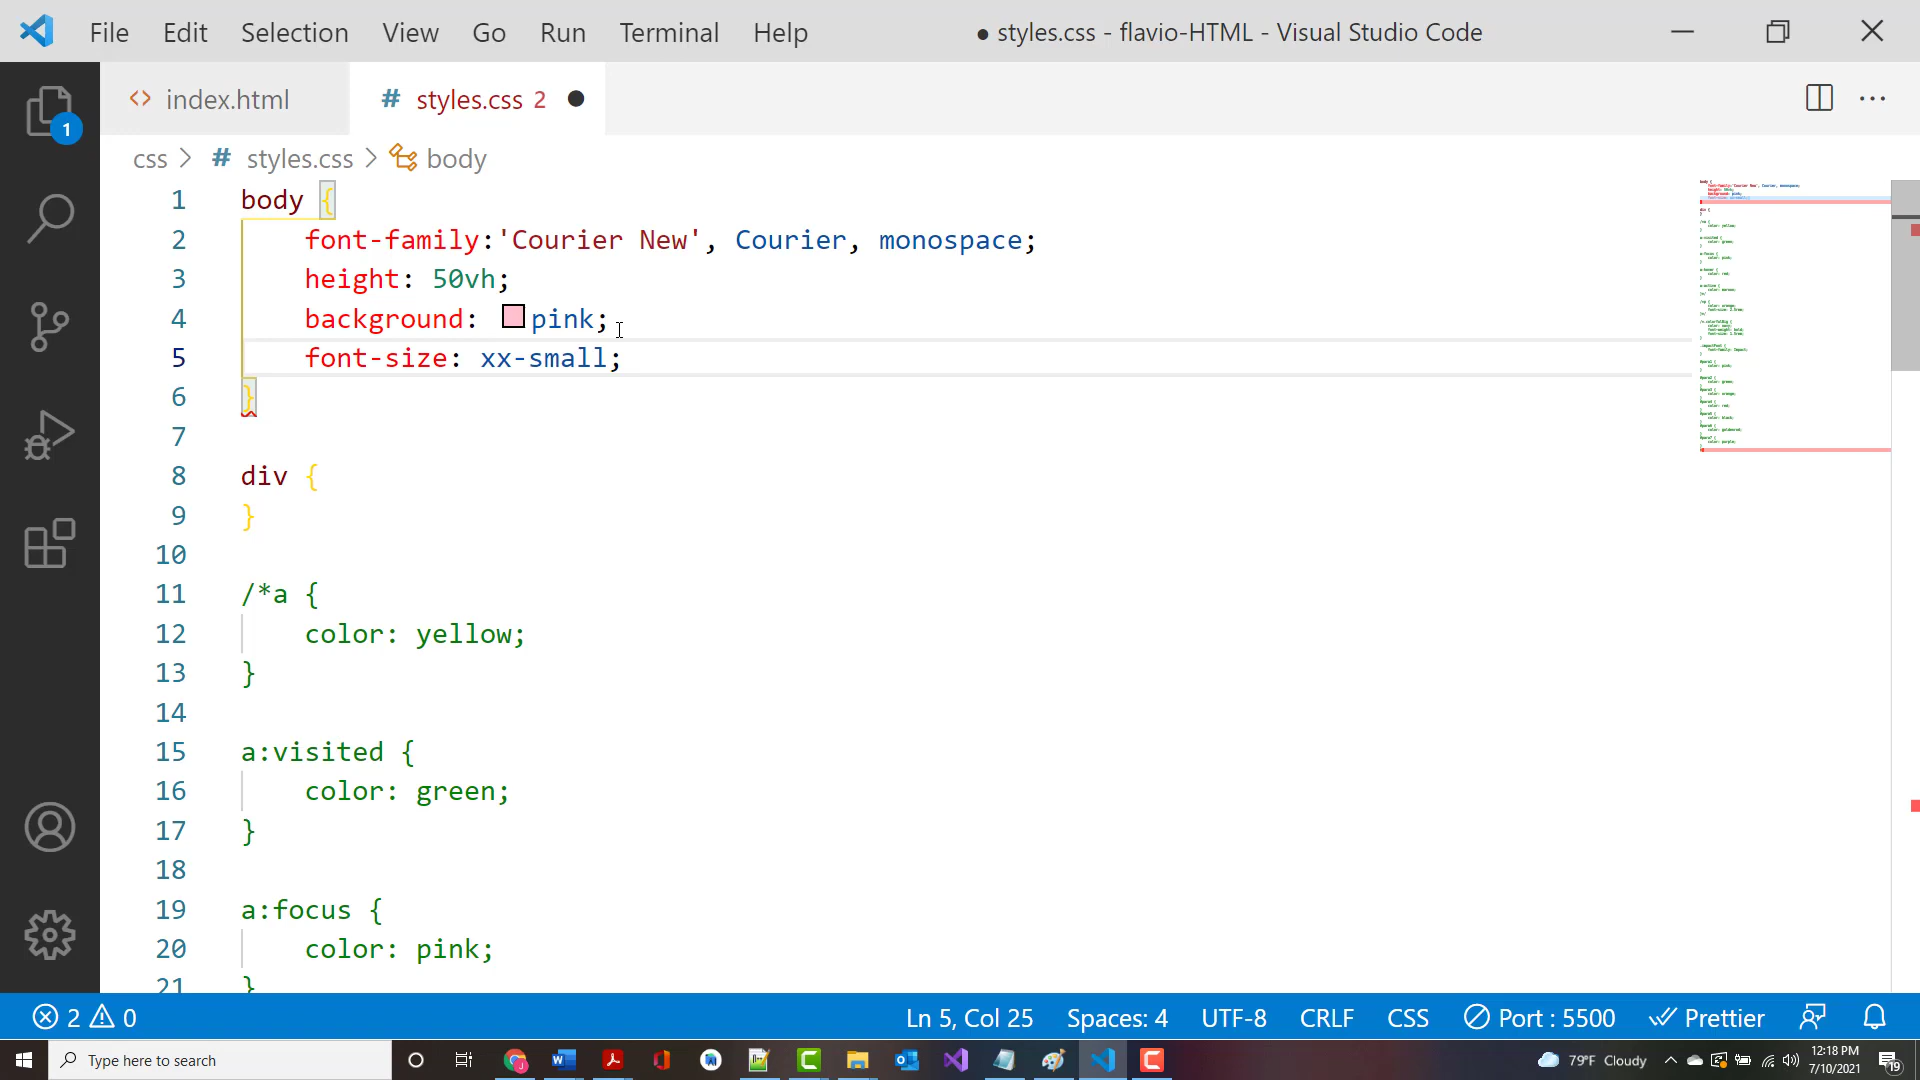 File Edit Selection View Go Run Terminal Help ● styles.css - flavio-HTML - Visual Studio Code
<> index.html # styles.css 2 ●
css > # styles.css > body
1 body {
2 font-family:'Courier New', Courier, monospace;
3 height: 50vh;
4 background: pink;
5 font-size: xx-small;
6 }
7
8 div {
9 }
10
11 /*a {
12 color: yellow;
13 }
14
15 a:visited {
16 color: green;
17 }
18
19 a:focus {
20 color: pink;
21 }
1
2 0 Ln 5, Col 25 Spaces: 4 UTF-8 CRLF CSS Port : 5500 Prettier
Type here to search 79°F Cloudy 12:18 PM
7/10/2021 19